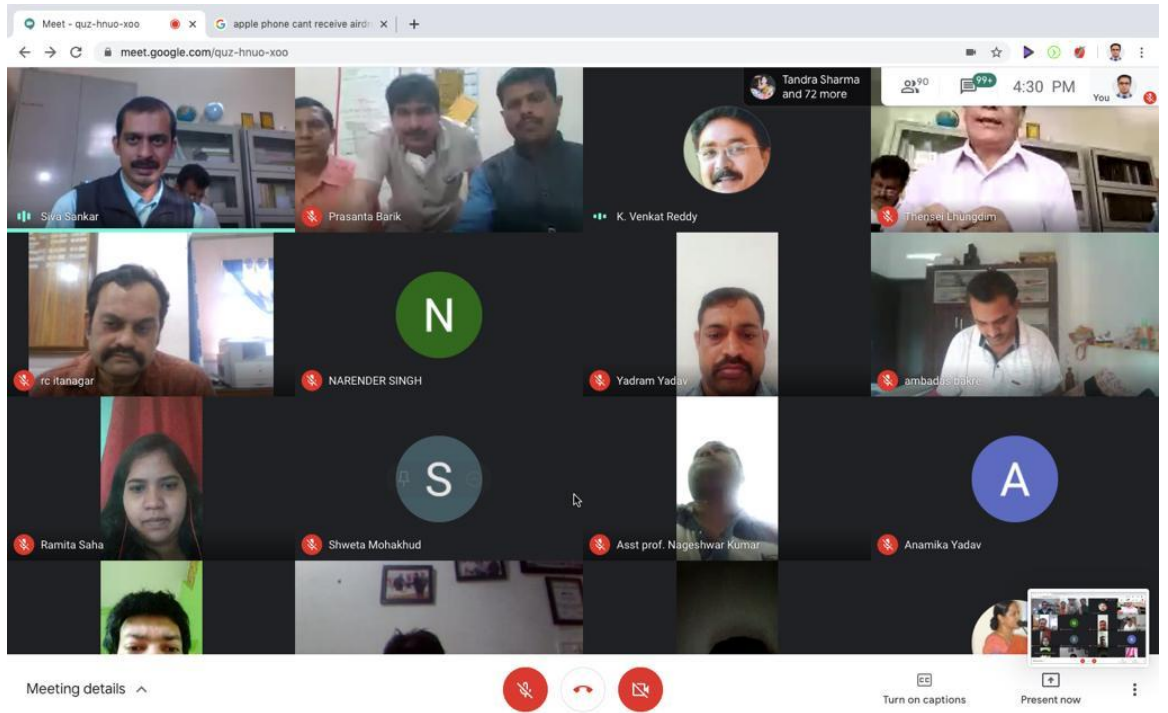 Meet - quz-hnuo-xoo
apple phone cant receive airdr
meet.google.com/quz-hnuo-xoo
Tandra Sharma
and 72 more
90
99+
4:30 PM
You
Siva Sankar
Prasanta Barik
K. Venkat Reddy
Thensei Lhungdim
rc itanagar
N
NARENDER SINGH
Yadram Yadav
ambadas bakre
Ramita Saha
S
Shweta Mohakhud
Asst prof. Nageshwar Kumar
A
Anamika Yadav
Meeting details
CC
Turn on captions
Present now